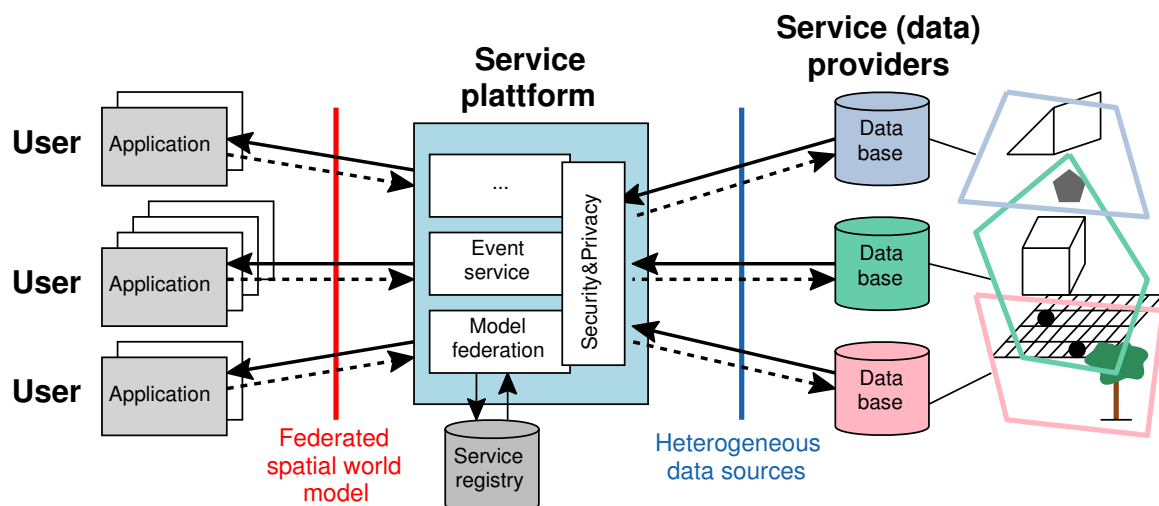 Service (data)
providers
Service
plattform
User
Application
...
Data
base
User
Application
Event
service
Security&Privacy
Data
base
User
Application
Model
federation
Data
base
Federated
spatial world
model
Service
registry
Heterogeneous
data sources